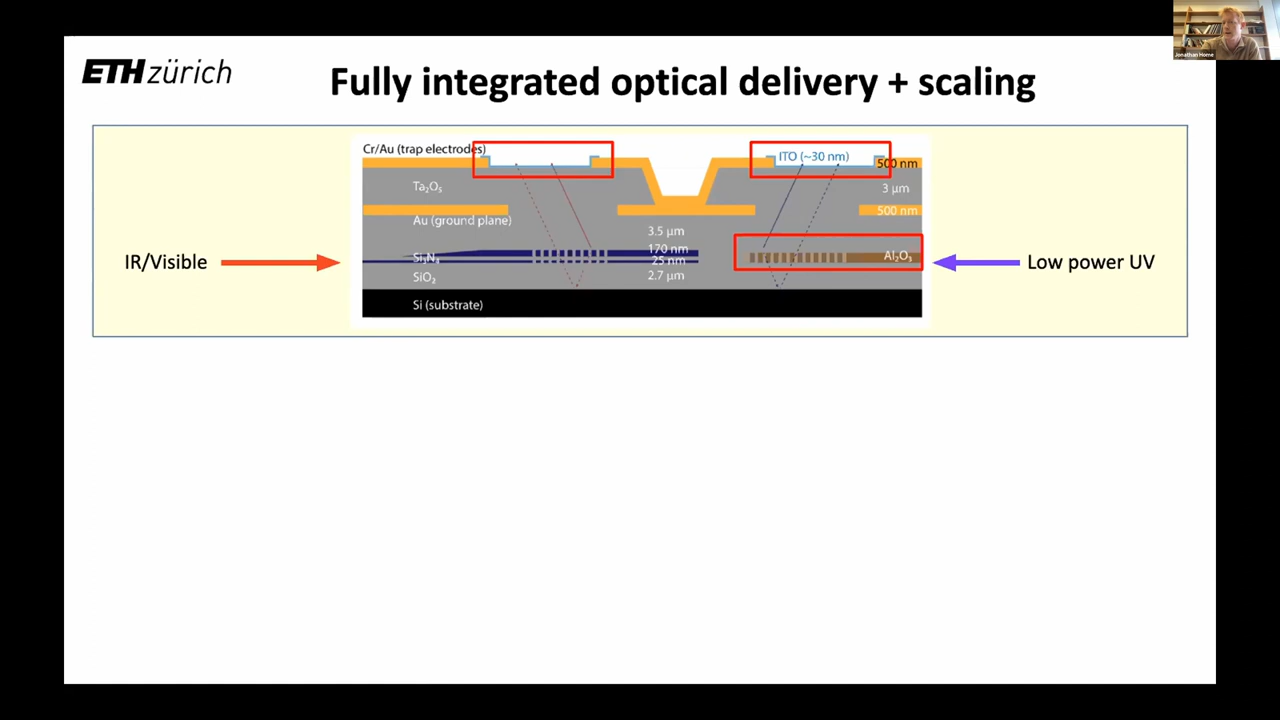 Jonathan Home
ETH zürich
Fully integrated optical delivery + scaling
Cr/Au (trap electrodes)
ITO (~30 nm)
500 nm
Ta₂O₅
3 µm
Au (ground plane)
500 nm
3.5 µm
170 nm
IR/Visible
Si₃N₄
25 nm
Al₂O₃
Low power UV
SiO₂
2.7 µm
Si (substrate)